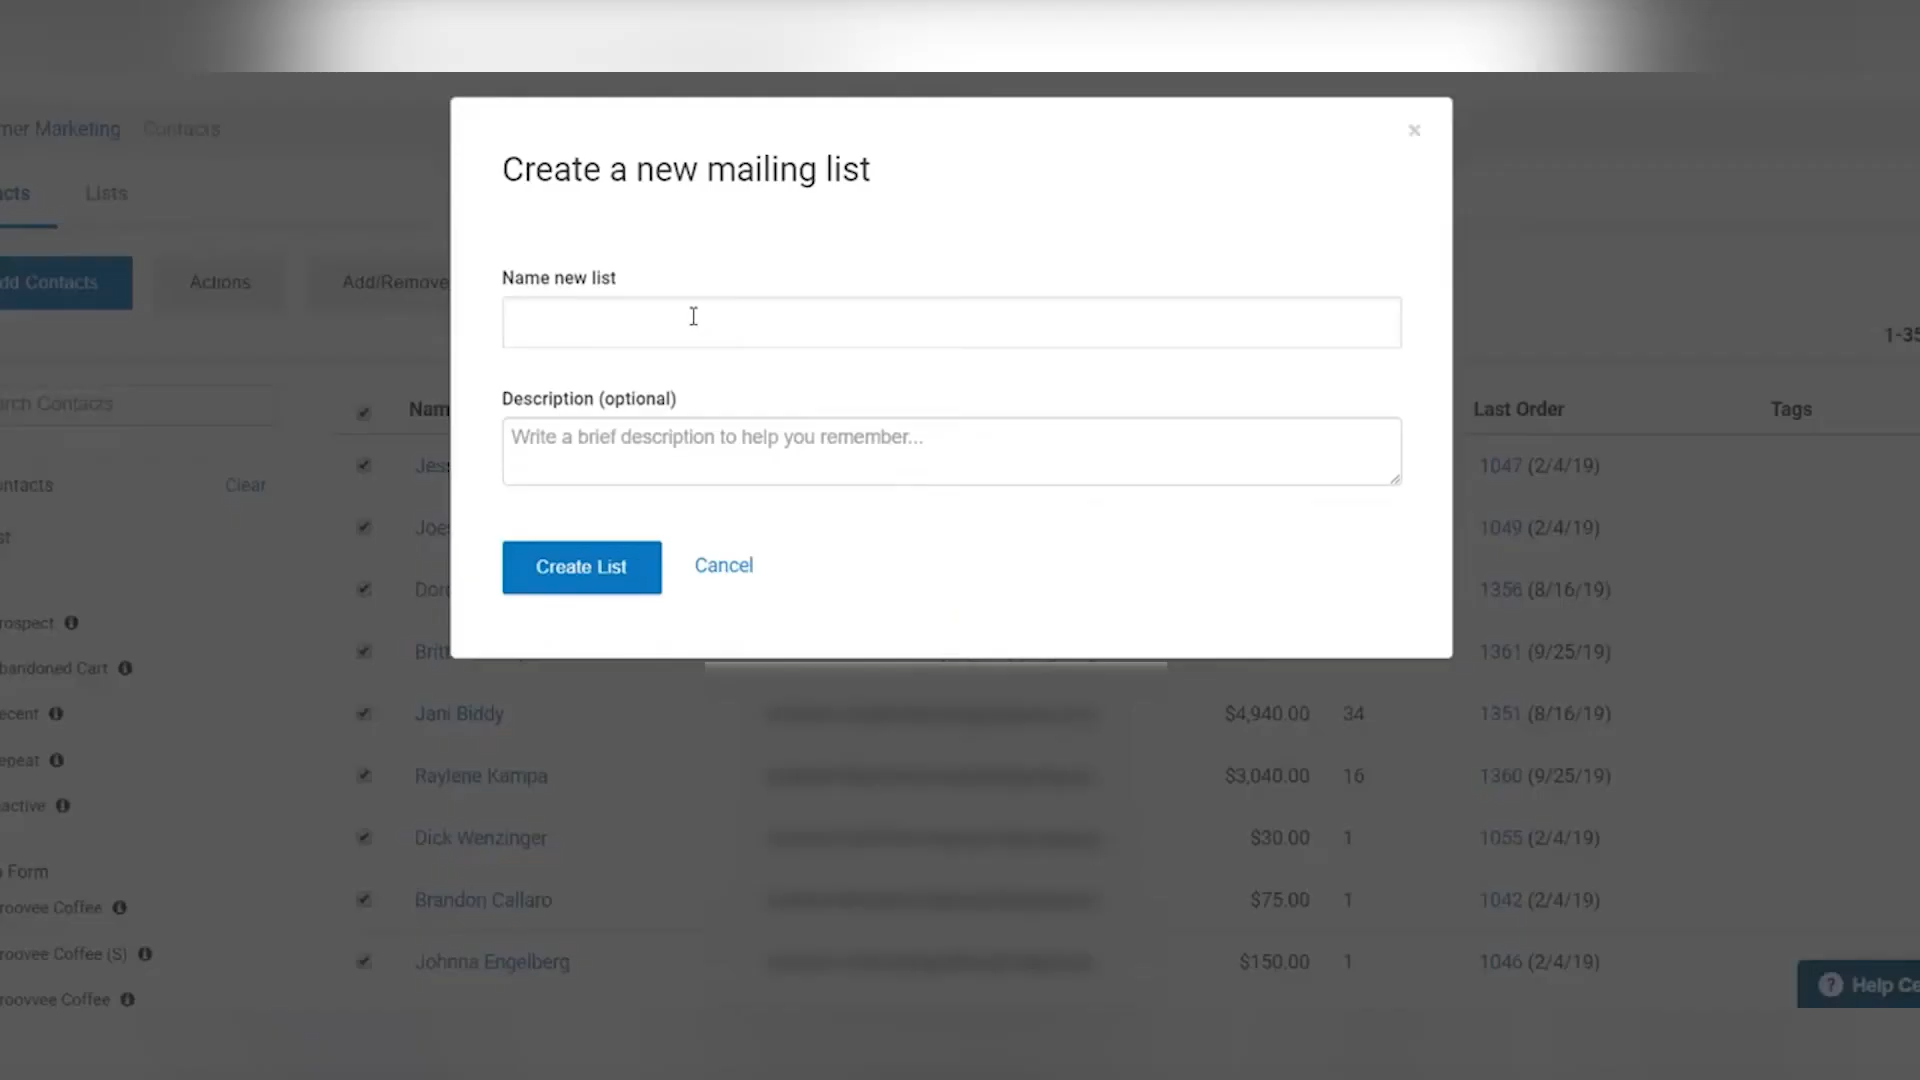 Create a new mailing list
×
Name new list
Description (optional)
Write a brief description to help you remember...
Create List Cancel
mer Marketing Contacts
cts Lists
dd Contacts Actions Add/Remove
1-35
rch Contacts
Nam Last Order Tags
Jess 1047 (2/4/19)
ntacts Clear
Joe 1049 (2/4/19)
st
Dor 1356 (8/16/19)
rospect
Britt 1361 (9/25/19)
bandoned Cart
ecent
Jani Biddy $4,940.00 34 1351 (8/16/19)
epeat
Raylene Kampa $3,040.00 16 1360 (9/25/19)
active
Dick Wenzinger $30.00 1 1055 (2/4/19)
Form
Brandon Callaro $75.00 1 1042 (2/4/19)
roovee Coffee
roovee Coffee (S)
Johnna Engelberg $150.00 1 1046 (2/4/19)
roovvee Coffee
? Help Ce